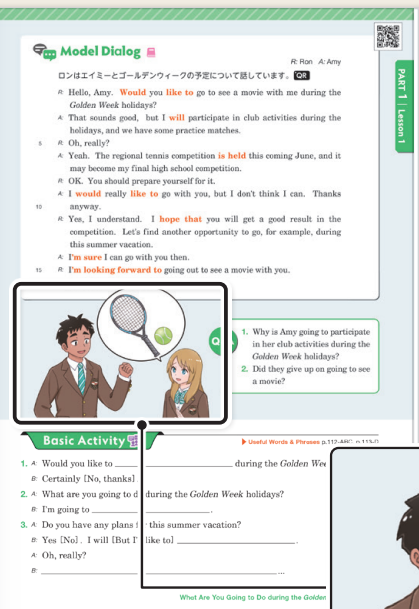 Model Dialog
R: Ron A: Amy
ロンはエイミーとゴールデンウィークの予定について話しています。 QR
R: Hello, Amy. Would you like to go to see a movie with me during the
Golden Week holidays?
A: That sounds good, but I will participate in club activities during the
holidays, and we have some practice matches.
5 R: Oh, really?
A: Yeah. The regional tennis competition is held this coming June, and it
may become my final high school competition.
R: OK. You should prepare yourself for it.
A: I would really like to go with you, but I don't think I can. Thanks
10 anyway.
R: Yes, I understand. I hope that you will get a good result in the
competition. Let's find another opportunity to go, for example, during
this summer vacation.
A: I'm sure I can go with you then.
15 R: I'm looking forward to going out to see a movie with you.
PART 1 Lesson 1
Q
1. Why is Amy going to participate
in her club activities during the
Golden Week holidays?
2. Did they give up on going to see
a movie?
Basic Activity
Useful Words & Phrases p.112-ABC, p.113-D
1. A: Would you like to ____ during the Golden Wee
B: Certainly [No, thanks]
2. A: What are you going to d during the Golden Week holidays?
B: I'm going to ____.
3. A: Do you have any plans f this summer vacation?
B: Yes [No]. I will [But I' like to] ____.
A: Oh, really?
B: ____...
What Are You Going to Do during the Golden